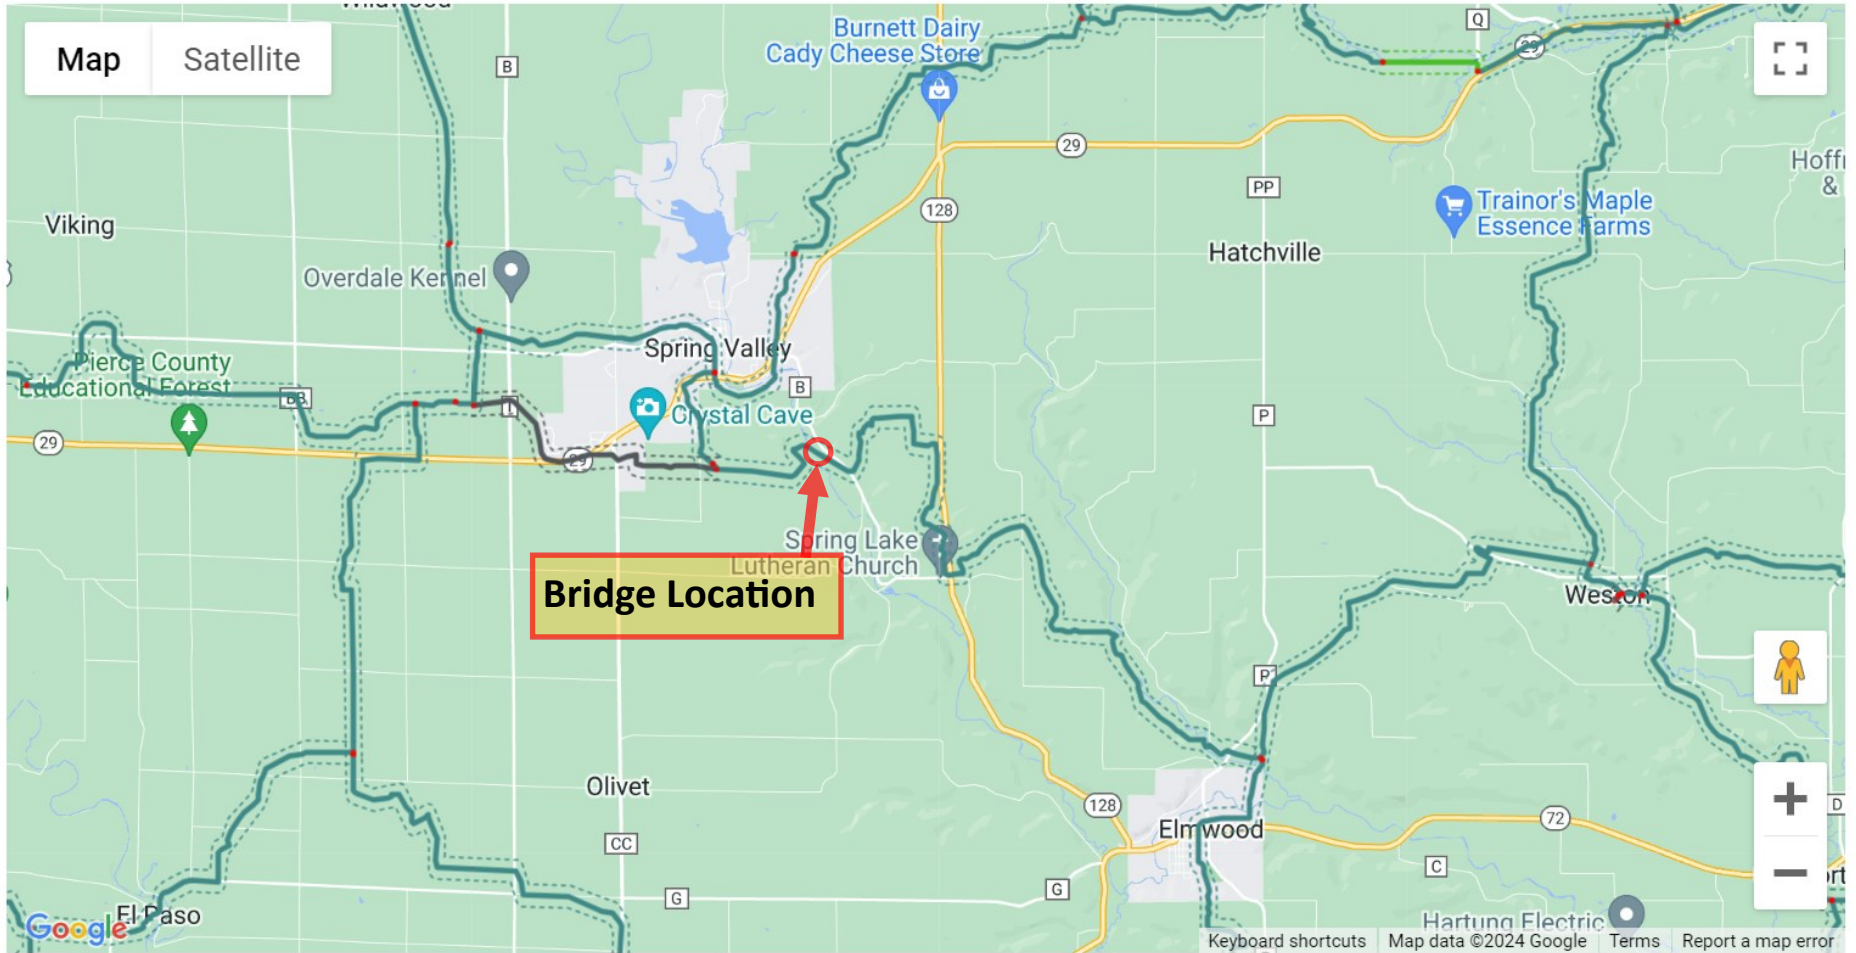 Wildwood
Map
Satellite
B
Burnett Dairy
Cady Cheese Store
Q
29
29
PP
Hoff
&
128
Trainor's Maple
Essence Farms
Viking
Hatchville
Overdale Kennel
Spring Valley
Pierce County
Educational Forest
BB
B
Crystal Cave
P
29
29
Spring Lake
Lutheran Church
Bridge Location
Weston
P
Olivet
128
Elmwood
72
D
CC
C
G
G
El Paso
Hartung Electric
Google
Keyboard shortcuts
Map data ©2024 Google
Terms
Report a map error